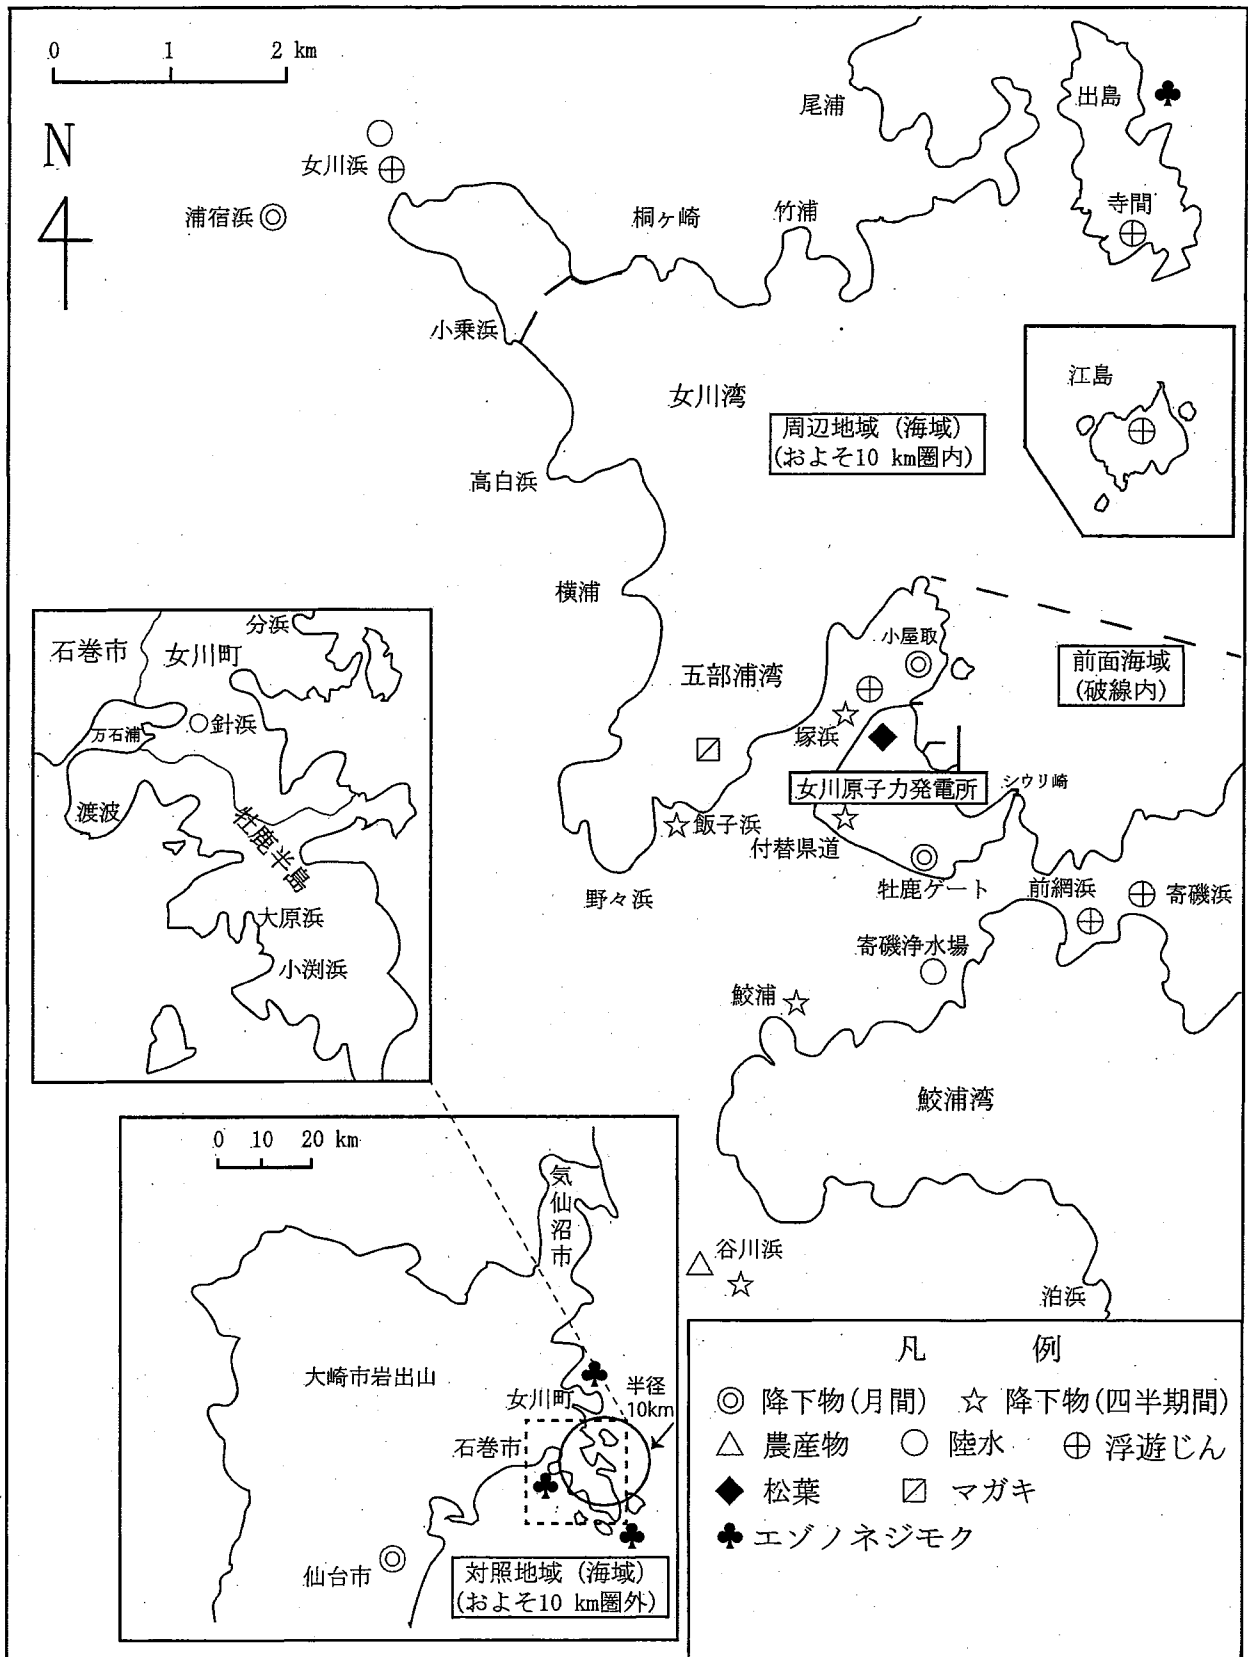 0 1 2 km
N
尾浦
出島
女川浜
浦宿浜
桐ヶ崎
竹浦
寺間
小乗浜
江島
女川湾
周辺地域（海域）
(およそ10 km圏内)
高白浜
横浦
小屋取
前面海域
(破線内)
五部浦湾
塚浜
女川原子力発電所
シウリ崎
飯子浜
付替県道
牡鹿ゲート
前網浜
寄磯浜
野々浜
寄磯浄水場
鮫浦
鮫浦湾
谷川浜
泊浜
石巻市
女川町
分浜
万石浦
針浜
渡波
牡鹿半島
大原浜
小渕浜
0 10 20 km
気仙沼市
大崎市岩出山
女川町
半径
10km
石巻市
仙台市
対照地域（海域）
(およそ10 km圏外)
凡 例
◎ 降下物(月間) ☆ 降下物(四半期間)
△ 農産物 ○ 陸水 ⊕ 浮遊じん
◆ 松葉 〼 マガキ
♣ エゾノネジモク